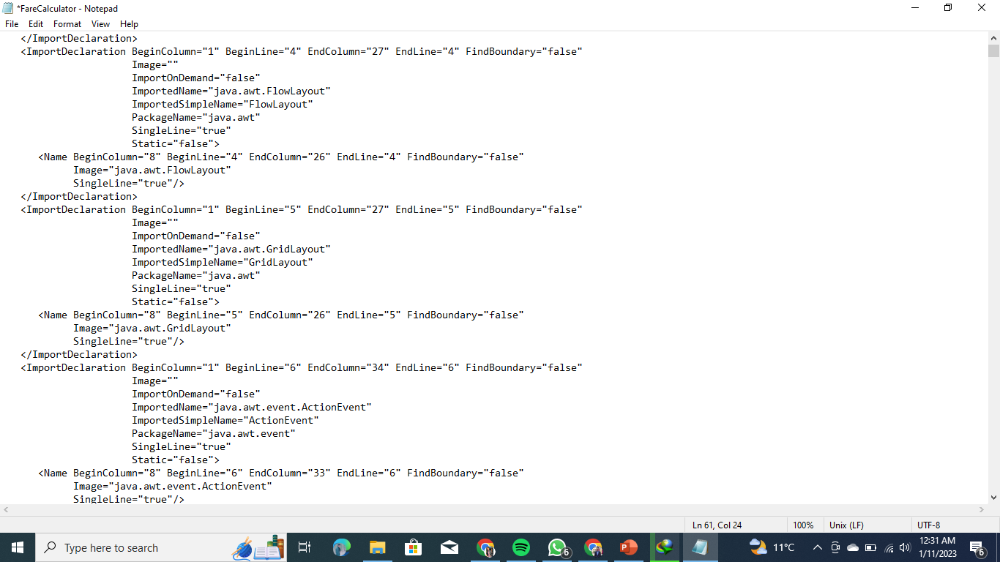 *FareCalculator - Notepad
File Edit Format View Help
</ImportDeclaration>
<ImportDeclaration BeginColumn="1" BeginLine="4" EndColumn="27" EndLine="4" FindBoundary="false"
Image=""
ImportOnDemand="false"
ImportedName="java.awt.FlowLayout"
ImportedSimpleName="FlowLayout"
PackageName="java.awt"
SingleLine="true"
Static="false">
<Name BeginColumn="8" BeginLine="4" EndColumn="26" EndLine="4" FindBoundary="false"
Image="java.awt.FlowLayout"
SingleLine="true"/>
</ImportDeclaration>
<ImportDeclaration BeginColumn="1" BeginLine="5" EndColumn="27" EndLine="5" FindBoundary="false"
Image=""
ImportOnDemand="false"
ImportedName="java.awt.GridLayout"
ImportedSimpleName="GridLayout"
PackageName="java.awt"
SingleLine="true"
Static="false">
<Name BeginColumn="8" BeginLine="5" EndColumn="26" EndLine="5" FindBoundary="false"
Image="java.awt.GridLayout"
SingleLine="true"/>
</ImportDeclaration>
<ImportDeclaration BeginColumn="1" BeginLine="6" EndColumn="34" EndLine="6" FindBoundary="false"
Image=""
ImportOnDemand="false"
ImportedName="java.awt.event.ActionEvent"
ImportedSimpleName="ActionEvent"
PackageName="java.awt.event"
SingleLine="true"
Static="false">
<Name BeginColumn="8" BeginLine="6" EndColumn="33" EndLine="6" FindBoundary="false"
Image="java.awt.event.ActionEvent"
SingleLine="true"/>
Ln 61, Col 24 100% Unix (LF) UTF-8
Type here to search 6 11°C 12:31 AM 6
1/11/2023